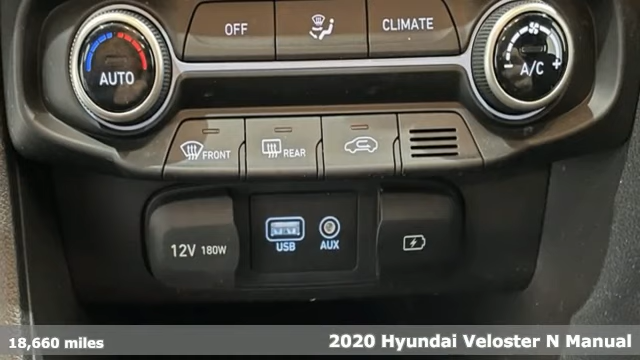 OFF
CLIMATE
AUTO
A/C
FRONT
REAR
12V 180W
USB
AUX
18,660 miles
2020 Hyundai Veloster N Manual